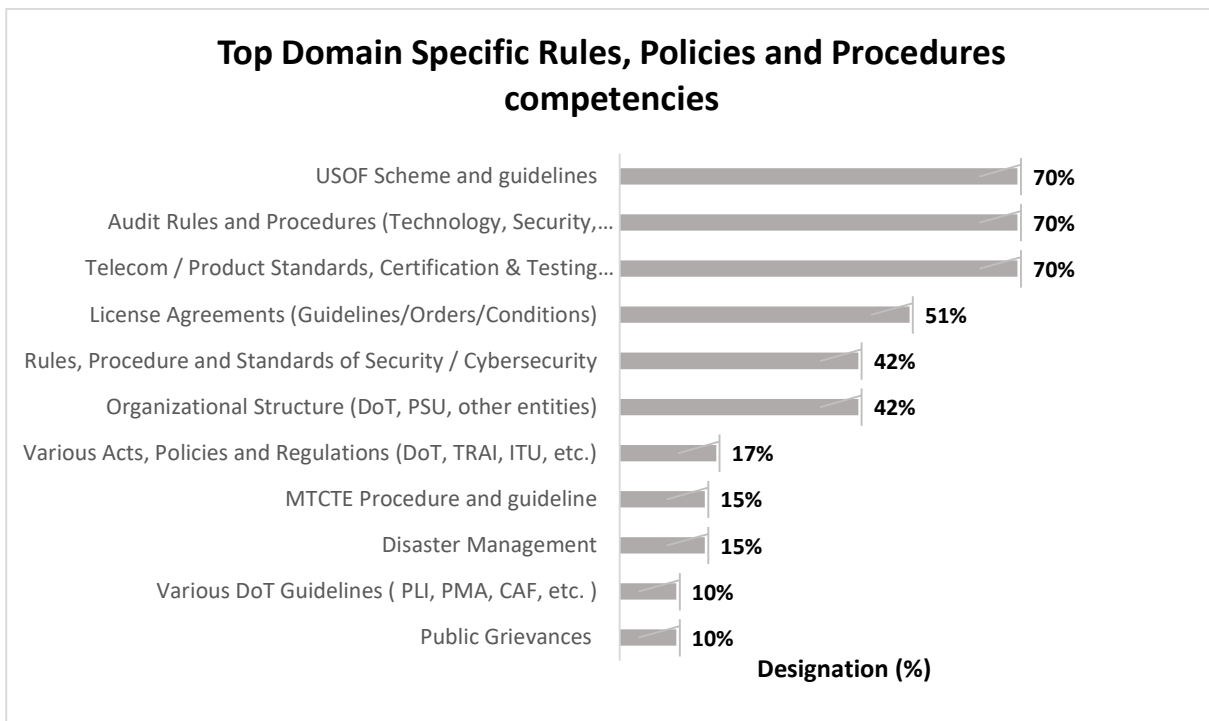 Top Domain Specific Rules, Policies and Procedures
competencies
USOF Scheme and guidelines 70%
Audit Rules and Procedures (Technology, Security,... 70%
Telecom / Product Standards, Certification & Testing... 70%
License Agreements (Guidelines/Orders/Conditions) 51%
Rules, Procedure and Standards of Security / Cybersecurity 42%
Organizational Structure (DoT, PSU, other entities) 42%
Various Acts, Policies and Regulations (DoT, TRAI, ITU, etc.) 17%
MTCTE Procedure and guideline 15%
Disaster Management 15%
Various DoT Guidelines ( PLI, PMA, CAF, etc. ) 10%
Public Grievances 10%
Designation (%)